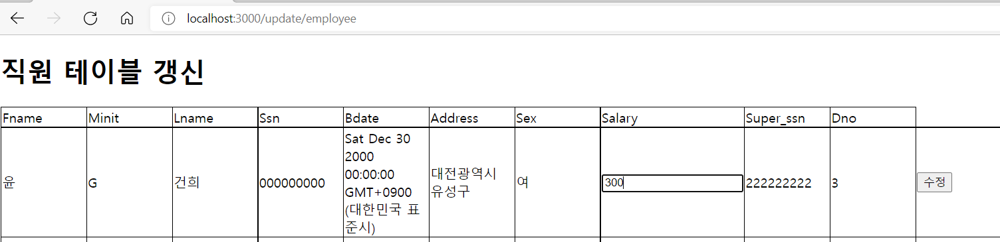 localhost:3000/update/employee
직원 테이블 갱신
Fname Minit Lname Ssn Bdate Address Sex Salary Super_ssn Dno
윤 G 건희 000000000
Sat Dec 30
2000
00:00:00
GMT+0900
(대한민국 표
준시)
대전광역시
유성구
여 300 222222222 3 수정